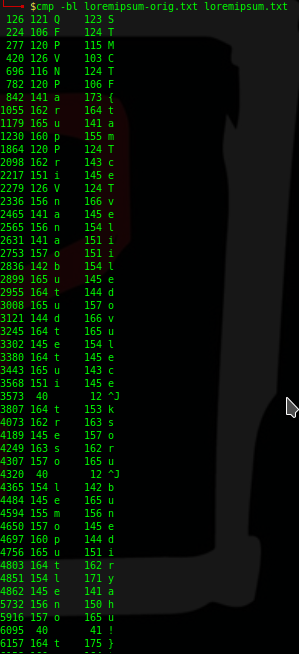 $cmp -bl loremipsum-orig.txt loremipsum.txt
126 121 Q 123 S
224 106 F 124 T
277 120 P 115 M
420 126 V 103 C
696 116 N 124 T
782 120 P 106 F
842 141 a 173 {
1055 162 r 164 t
1179 165 u 141 a
1230 160 p 155 m
1864 120 P 124 T
2098 162 r 143 c
2217 151 i 145 e
2279 126 V 124 T
2336 156 n 166 v
2465 141 a 145 e
2565 156 n 154 l
2631 141 a 151 i
2753 157 o 151 i
2836 142 b 154 l
2899 165 u 145 e
2955 164 t 144 d
3008 165 u 157 o
3121 144 d 166 v
3245 164 t 165 u
3302 145 e 154 l
3380 164 t 145 e
3443 165 u 143 c
3568 151 i 145 e
3573 40 12 ^J
3807 164 t 153 k
4073 162 r 163 s
4189 145 e 157 o
4249 163 s 162 r
4307 157 o 165 u
4320 40 12 ^J
4365 154 l 142 b
4484 145 e 165 u
4594 155 m 156 n
4650 157 o 145 e
4697 160 p 144 d
4756 165 u 151 i
4803 164 t 162 r
4851 154 l 171 y
4862 145 e 141 a
5732 156 n 150 h
5916 157 o 165 u
6095 40 41 !
6157 164 t 175 }